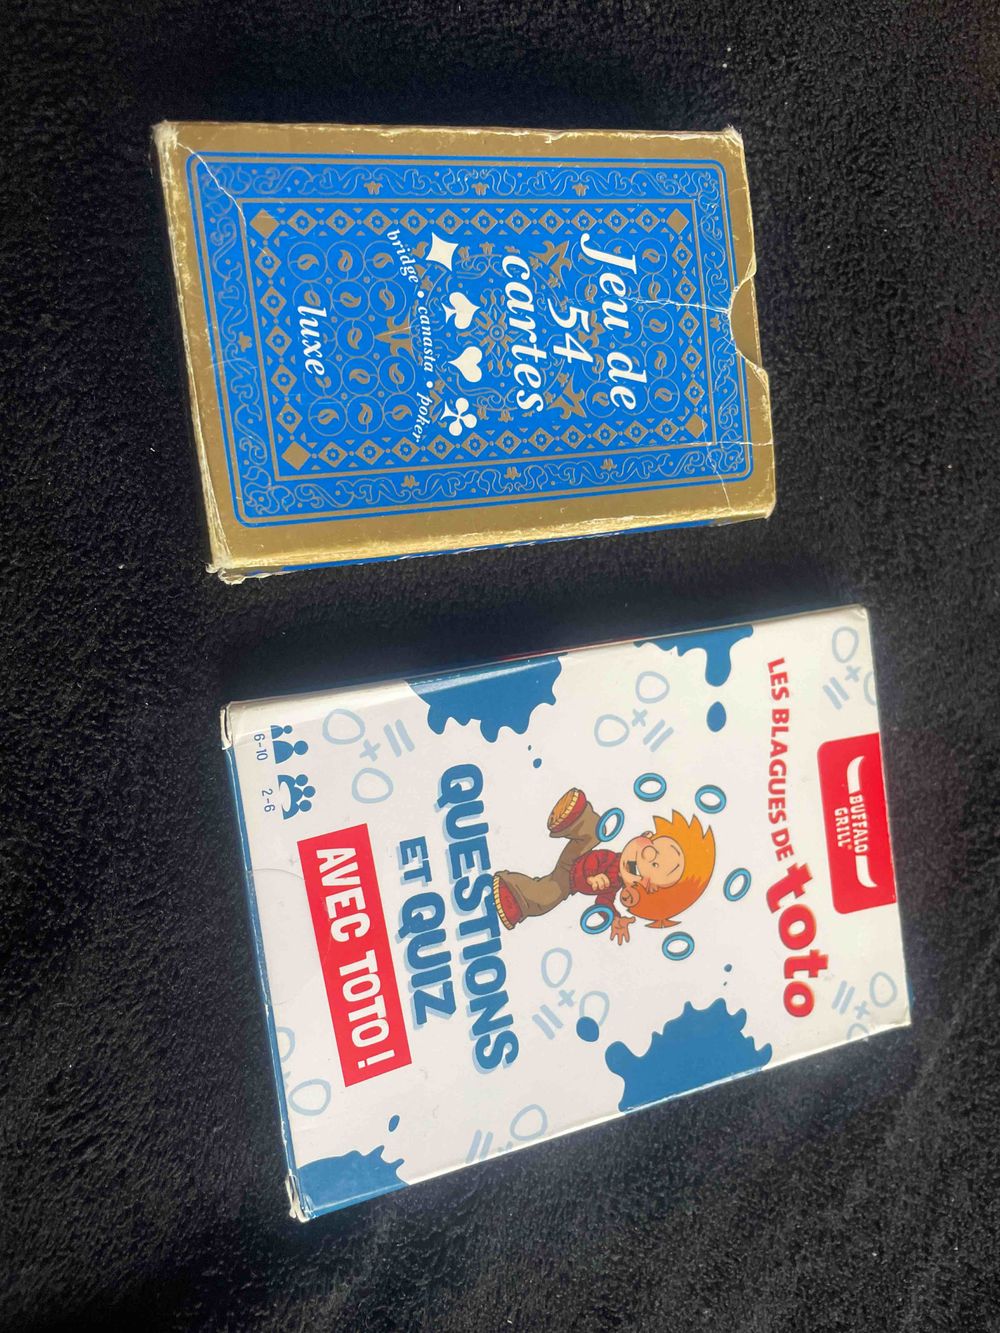 Jeu de
54
cartes
bridge • canasta • poker
luxe
BUFFALO
GRILL
LES BLAGUES DE toto
QUESTIONS
ET QUIZ
AVEC TOTO !
6-10
2-6